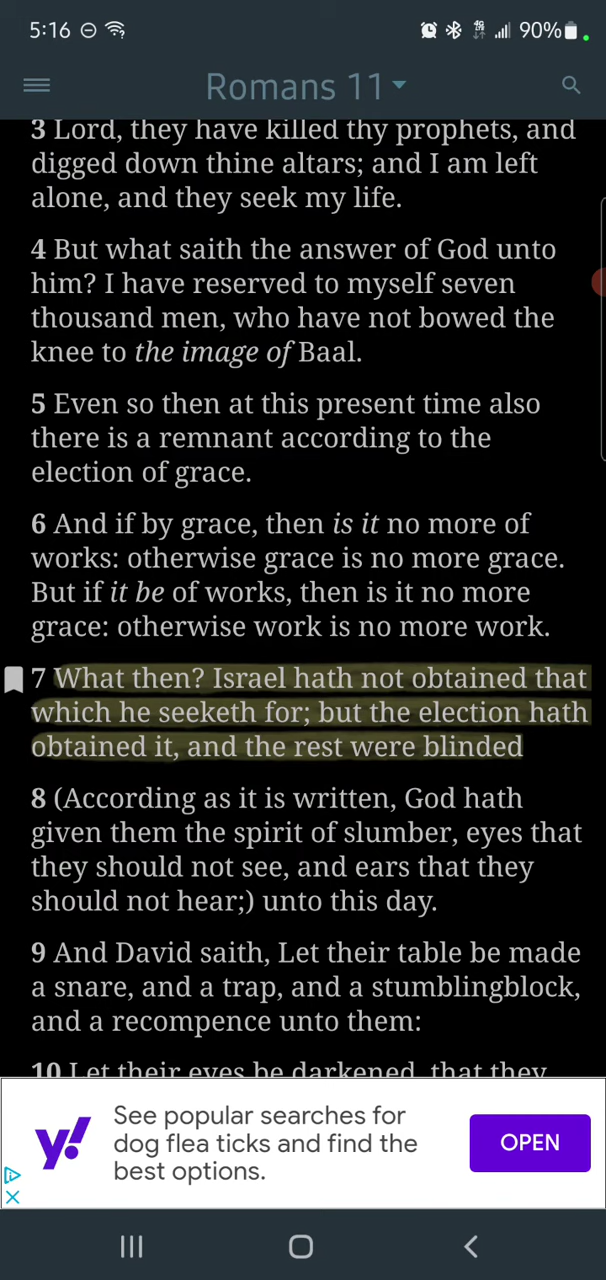 5:16 90%
Romans 11
3 Lord, they have killed thy prophets, and
digged down thine altars; and I am left
alone, and they seek my life.
4 But what saith the answer of God unto
him? I have reserved to myself seven
thousand men, who have not bowed the
knee to the image of Baal.
5 Even so then at this present time also
there is a remnant according to the
election of grace.
6 And if by grace, then is it no more of
works: otherwise grace is no more grace.
But if it be of works, then is it no more
grace: otherwise work is no more work.
7 What then? Israel hath not obtained that
which he seeketh for; but the election hath
obtained it, and the rest were blinded
8 (According as it is written, God hath
given them the spirit of slumber, eyes that
they should not see, and ears that they
should not hear;) unto this day.
9 And David saith, Let their table be made
a snare, and a trap, and a stumblingblock,
and a recompence unto them:
10 Let their eyes be darkened, that they
y!
See popular searches for
dog flea ticks and find the
best options.
OPEN